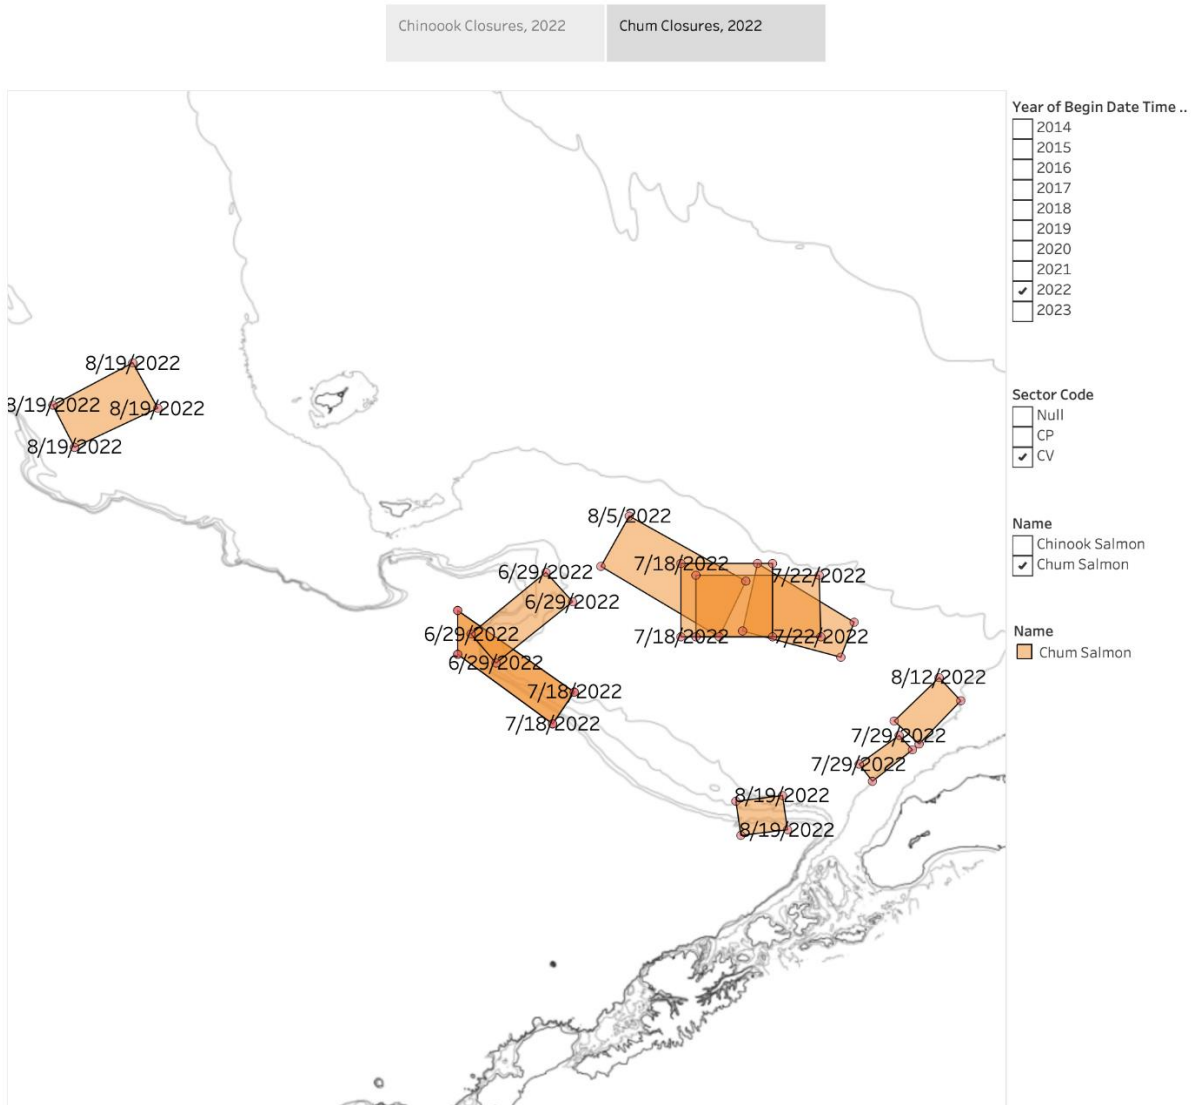 Chinoook Closures, 2022
Chum Closures, 2022
Year of Begin Date Time ..
2014
2015
2016
2017
2018
2019
2020
2021
2022
2023
Sector Code
Null
CP
CV
Name
Chinook Salmon
Chum Salmon
Name
Chum Salmon
8/19/2022
8/19/2022
8/19/2022
8/19/2022
8/5/2022
7/18/2022
7/22/2022
6/29/2022
6/29/2022
6/29/2022
7/18/2022
7/22/2022
6/29/2022
8/12/2022
7/18/2022
7/18/2022
7/29/2022
7/29/2022
8/19/2022
8/19/2022